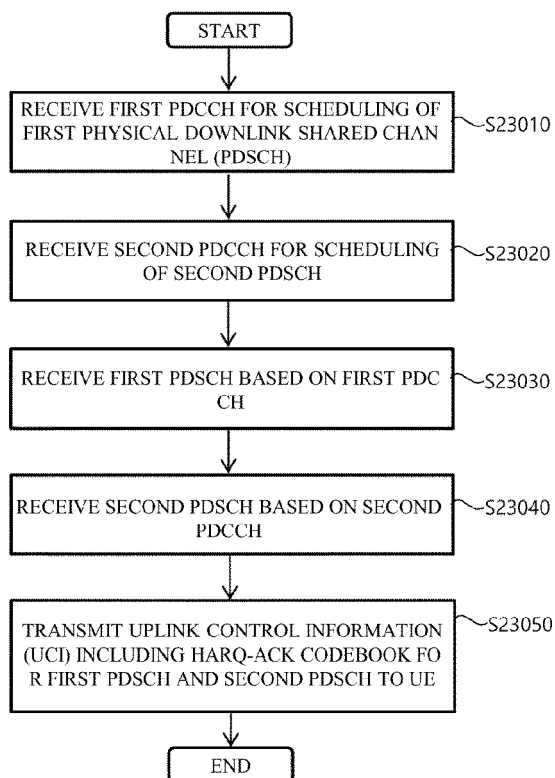 START
RECEIVE FIRST PDCCH FOR SCHEDULING OF
FIRST PHYSICAL DOWNLINK SHARED CHAN
NEL (PDSCH)
S23010
RECEIVE SECOND PDCCH FOR SCHEDULING
OF SECOND PDSCH
S23020
RECEIVE FIRST PDSCH BASED ON FIRST PDC
CH
S23030
RECEIVE SECOND PDSCH BASED ON SECOND
PDCCH
S23040
TRANSMIT UPLINK CONTROL INFORMATION
(UCI) INCLUDING HARQ-ACK CODEBOOK FO
R FIRST PDSCH AND SECOND PDSCH TO UE
S23050
END